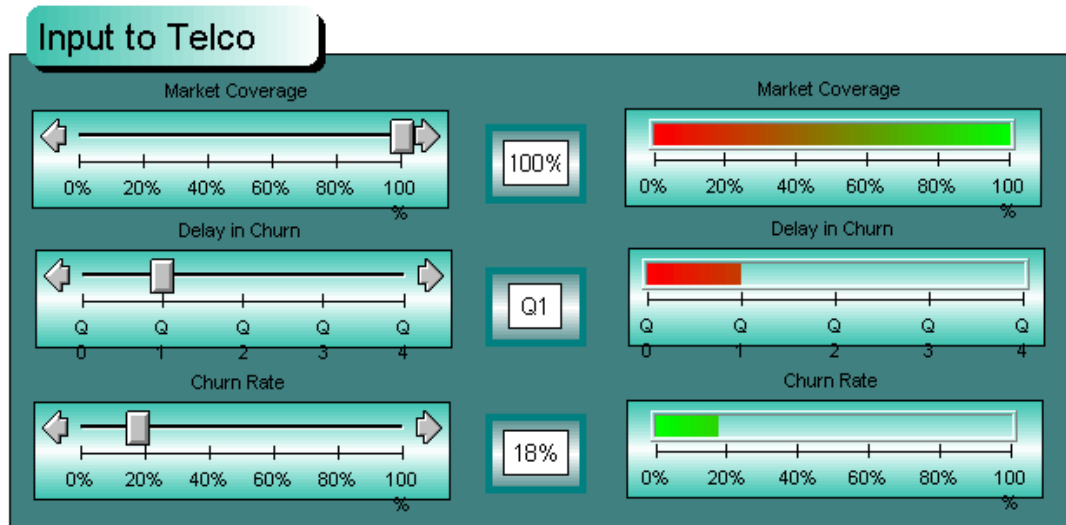 Input to Telco
Market Coverage Market Coverage
100%
0% 20% 40% 60% 80% 100 0% 20% 40% 60% 80% 100
% %
Delay in Churn Delay in Churn
Q1
Q Q Q Q Q Q Q Q Q Q
0 1 2 3 4 0 1 2 3 4
Churn Rate Churn Rate
18%
0% 20% 40% 60% 80% 100 0% 20% 40% 60% 80% 100
% %